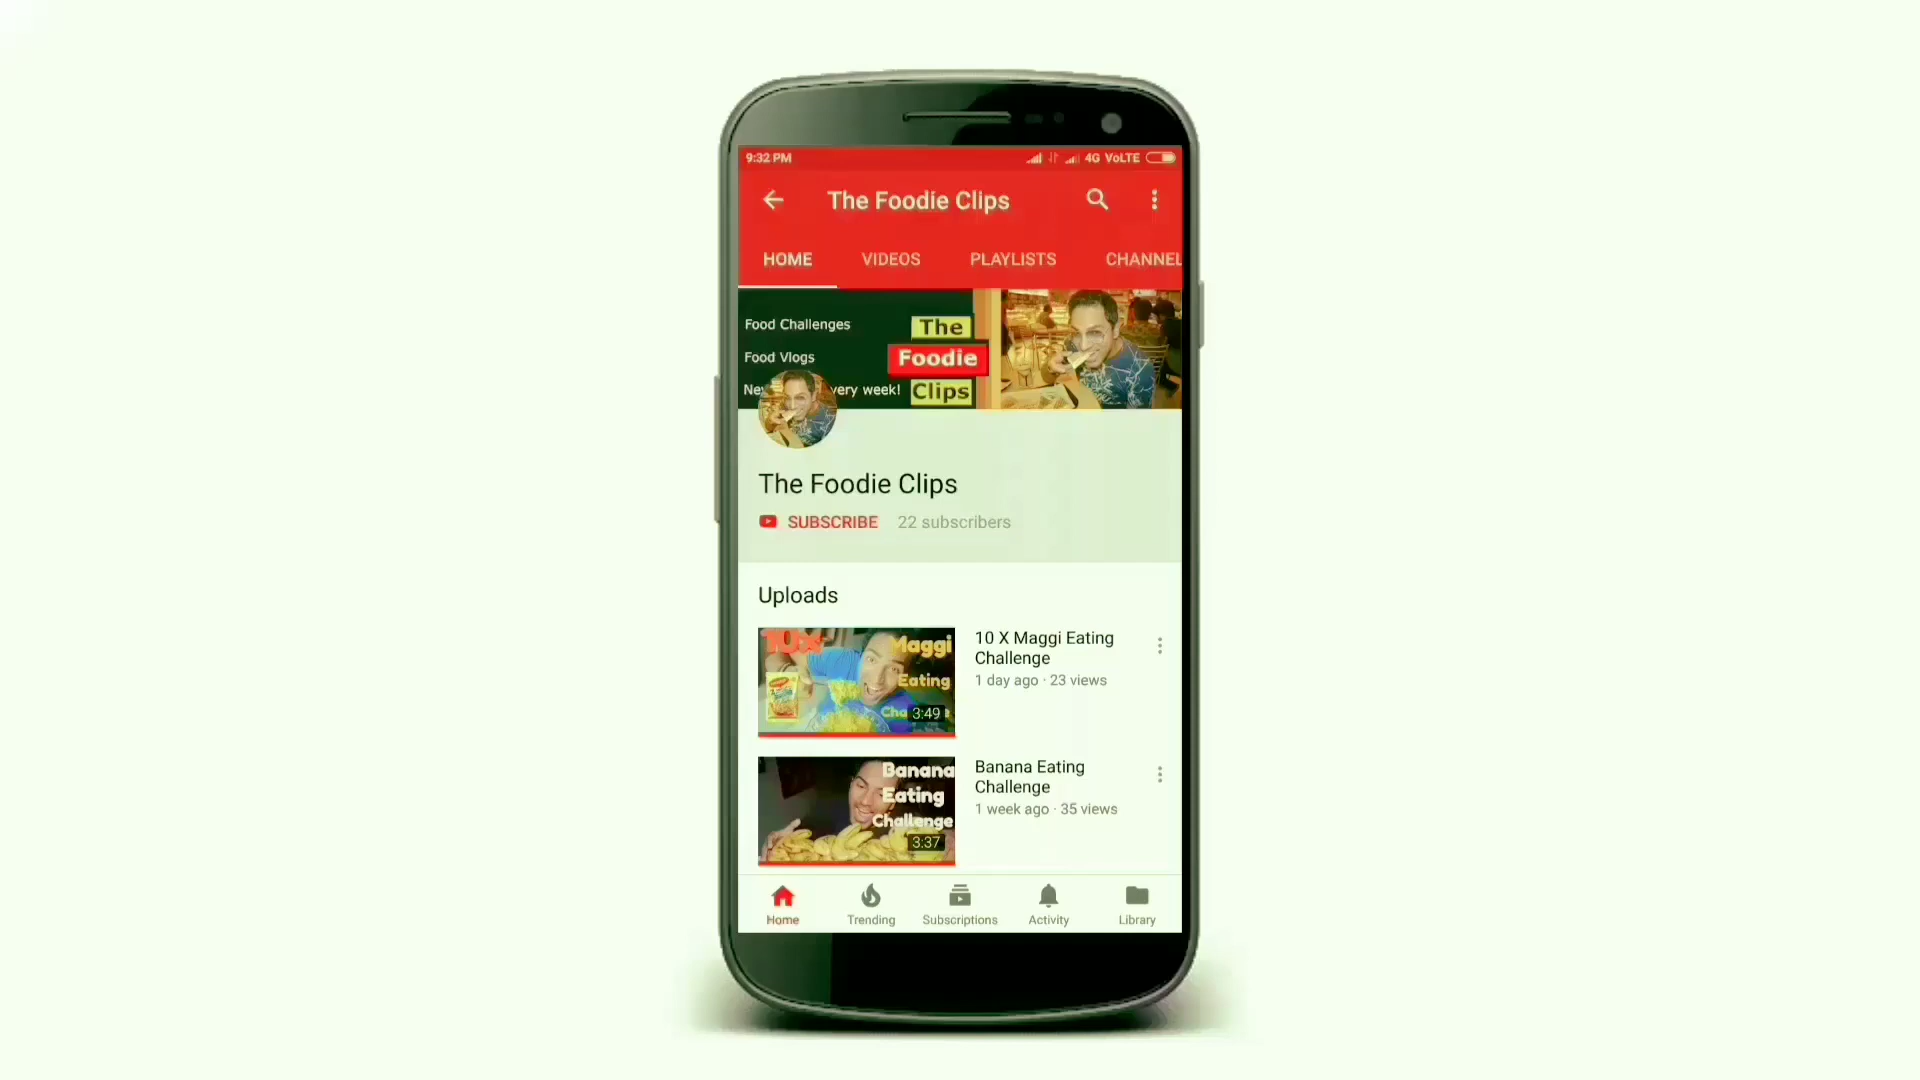 9:32 PM
4G VoLTE
The Foodie Clips
HOME VIDEOS PLAYLISTS CHANNEL
Food Challenges
Food Vlogs
very week!
The
Foodie
Clips
The Foodie Clips
SUBSCRIBE 22 subscribers
Uploads
10x
Maggi
Eating
3:49
10 X Maggi Eating
Challenge
1 day ago · 23 views
Banana
Eating
Challenge
3:37
Banana Eating
Challenge
1 week ago · 35 views
Home Trending Subscriptions Activity Library